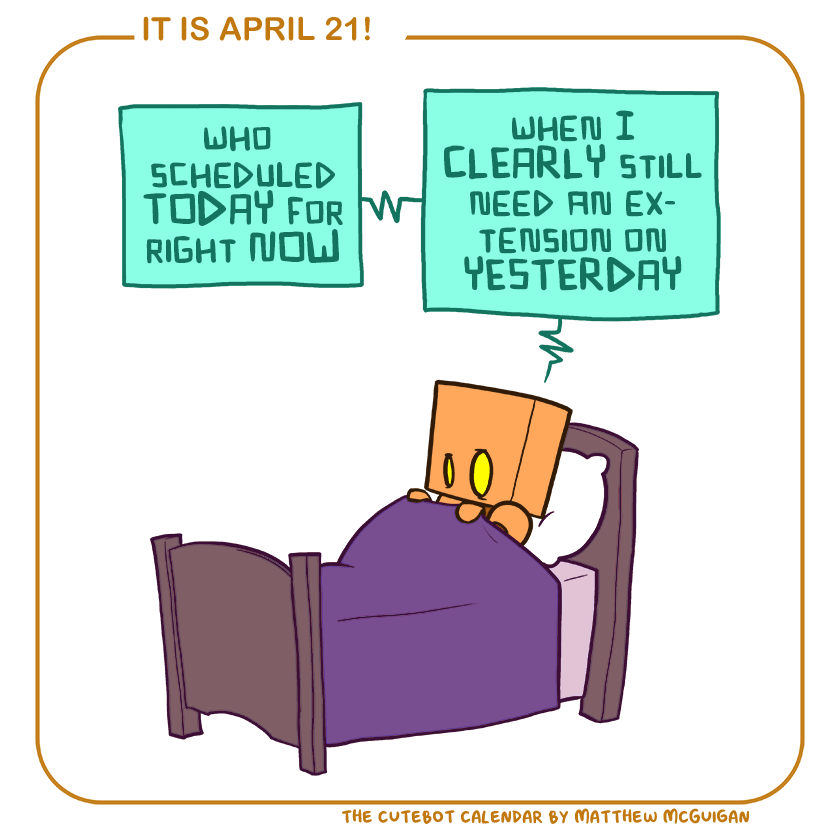 IT IS APRIL 21!
WHO
SCHEDULED
TODAY FOR
RIGHT NOW
WHEN I
CLEARLY STILL
NEED AN EX-
TENSION ON
YESTERDAY
THE CUTEBOT CALENDAR BY MATTHEW MCGUIGAN